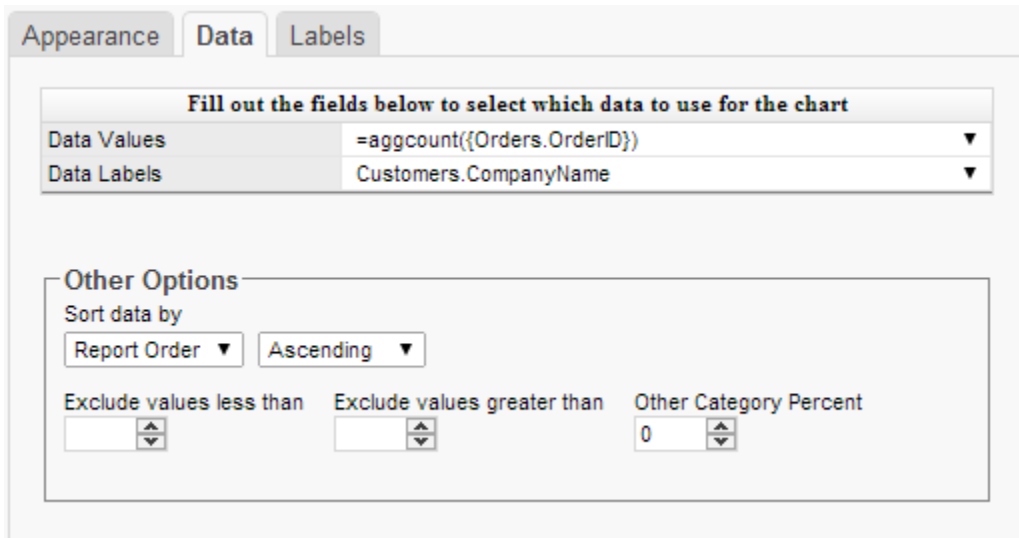 Appearance Data Labels
Fill out the fields below to select which data to use for the chart
Data Values =aggcount({Orders.OrderID})
Data Labels Customers.CompanyName
Other Options
Sort data by
Report Order Ascending
Exclude values less than Exclude values greater than Other Category Percent
0